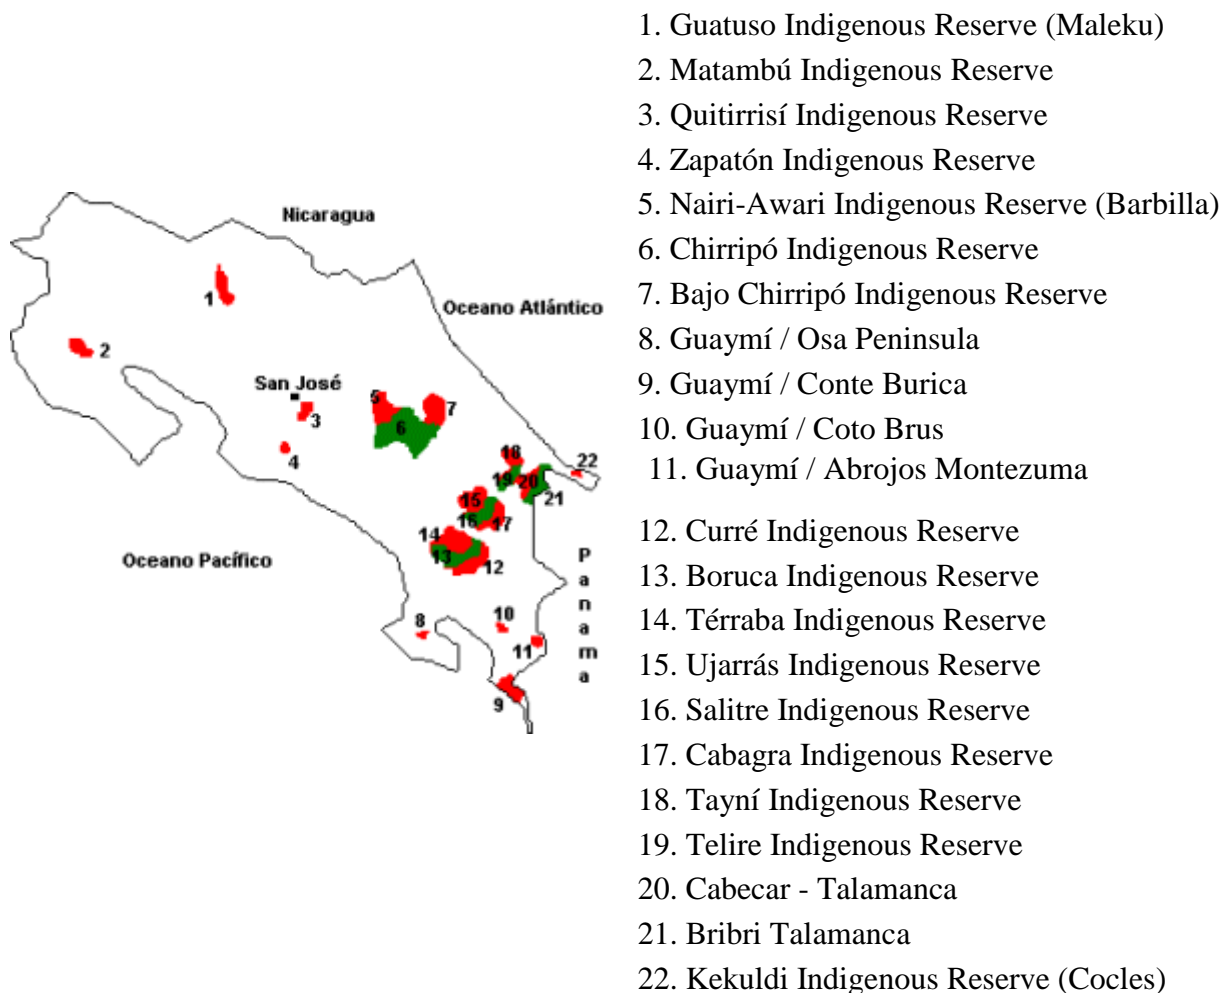 Nicaragua
Oceano Atlántico
San José
Oceano Pacífico
Panama
1
2
3
4
5
6
7
8
9
10
11
12
13
14
15
16
17
18
19
20
21
22
1. Guatuso Indigenous Reserve (Maleku)
2. Matambú Indigenous Reserve
3. Quitirrisí Indigenous Reserve
4. Zapatón Indigenous Reserve
5. Nairi-Awari Indigenous Reserve (Barbilla)
6. Chirripó Indigenous Reserve
7. Bajo Chirripó Indigenous Reserve
8. Guaymí / Osa Peninsula
9. Guaymí / Conte Burica
10. Guaymí / Coto Brus
11. Guaymí / Abrojos Montezuma
12. Curré Indigenous Reserve
13. Boruca Indigenous Reserve
14. Térraba Indigenous Reserve
15. Ujarrás Indigenous Reserve
16. Salitre Indigenous Reserve
17. Cabagra Indigenous Reserve
18. Tayní Indigenous Reserve
19. Telire Indigenous Reserve
20. Cabecar - Talamanca
21. Bribri Talamanca
22. Kekuldi Indigenous Reserve (Cocles)